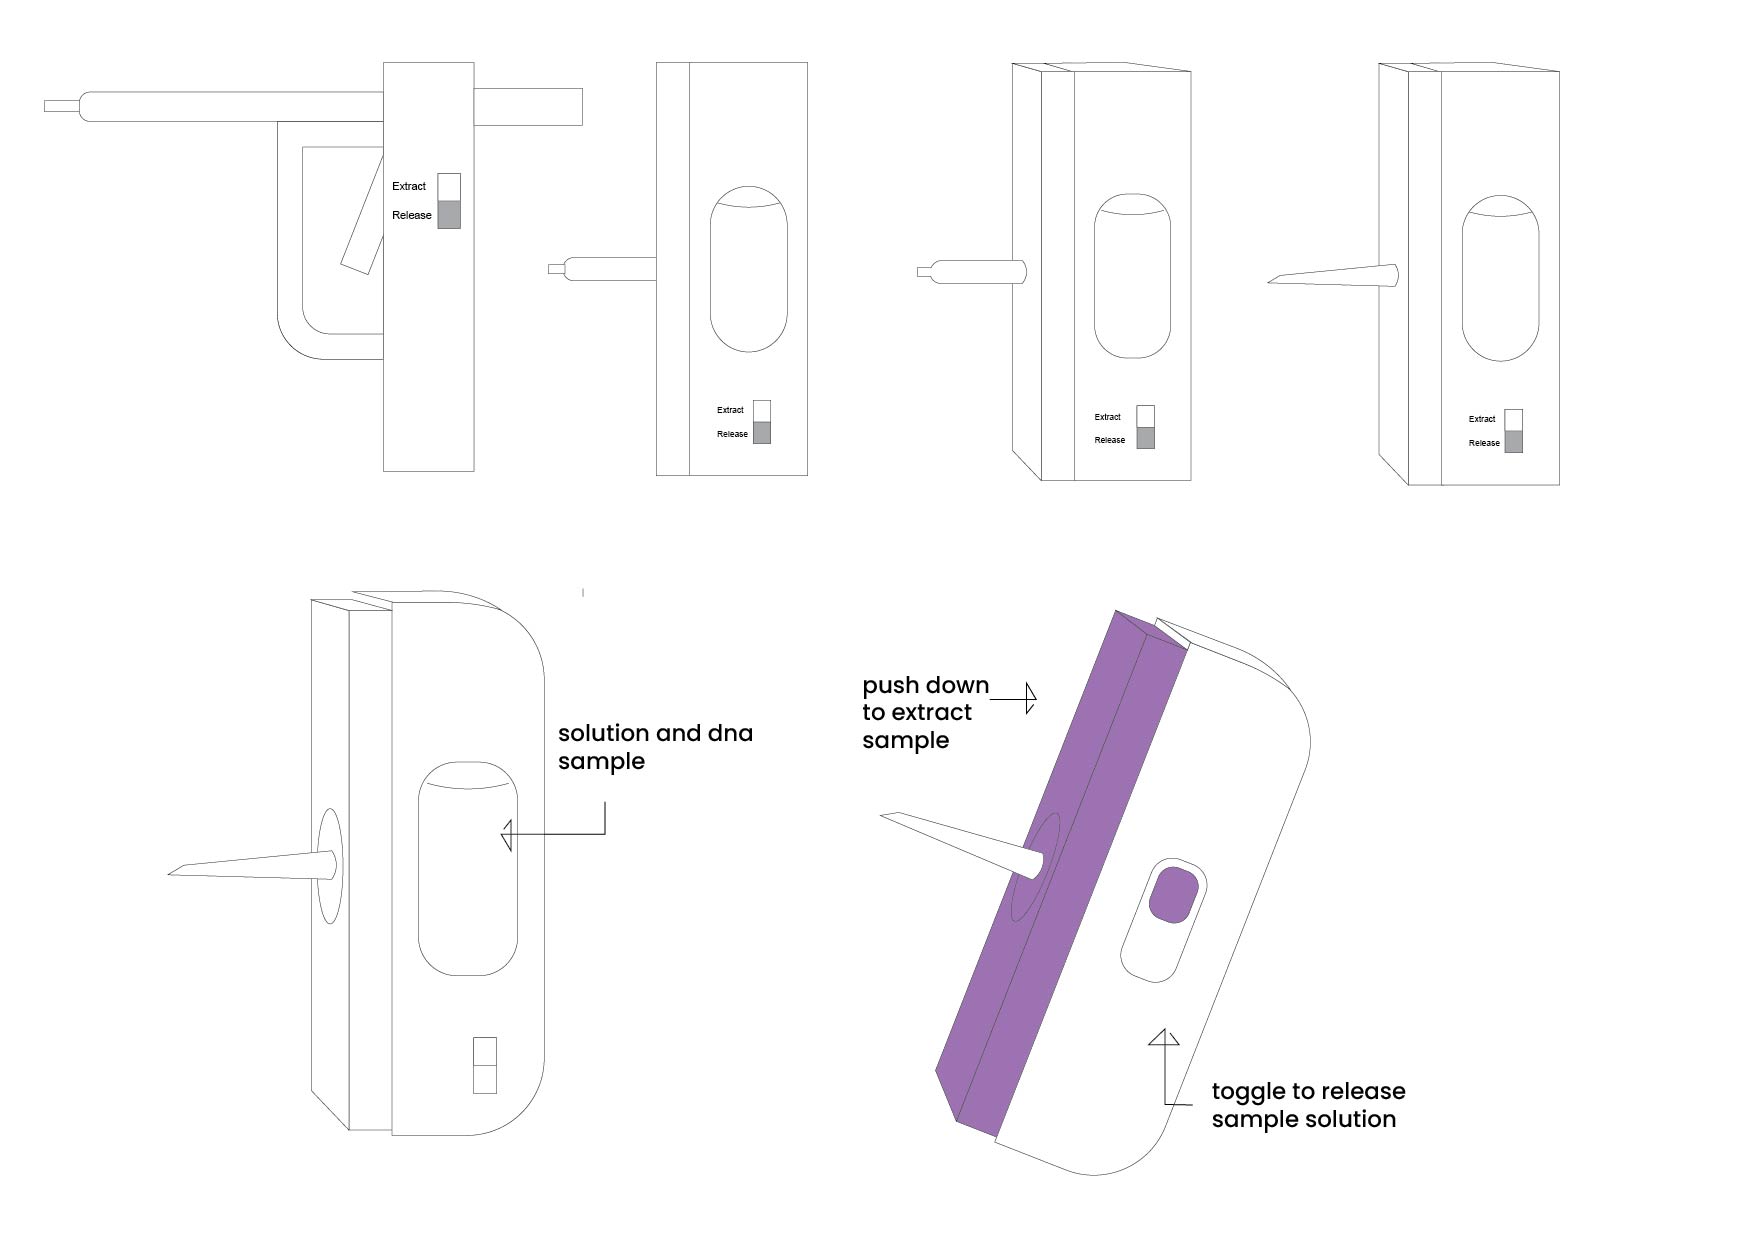 Extract
Release
Extract
Release
Extract
Release
Extract
Release
solution and dna
sample
push down
to extract
sample
toggle to release
sample solution